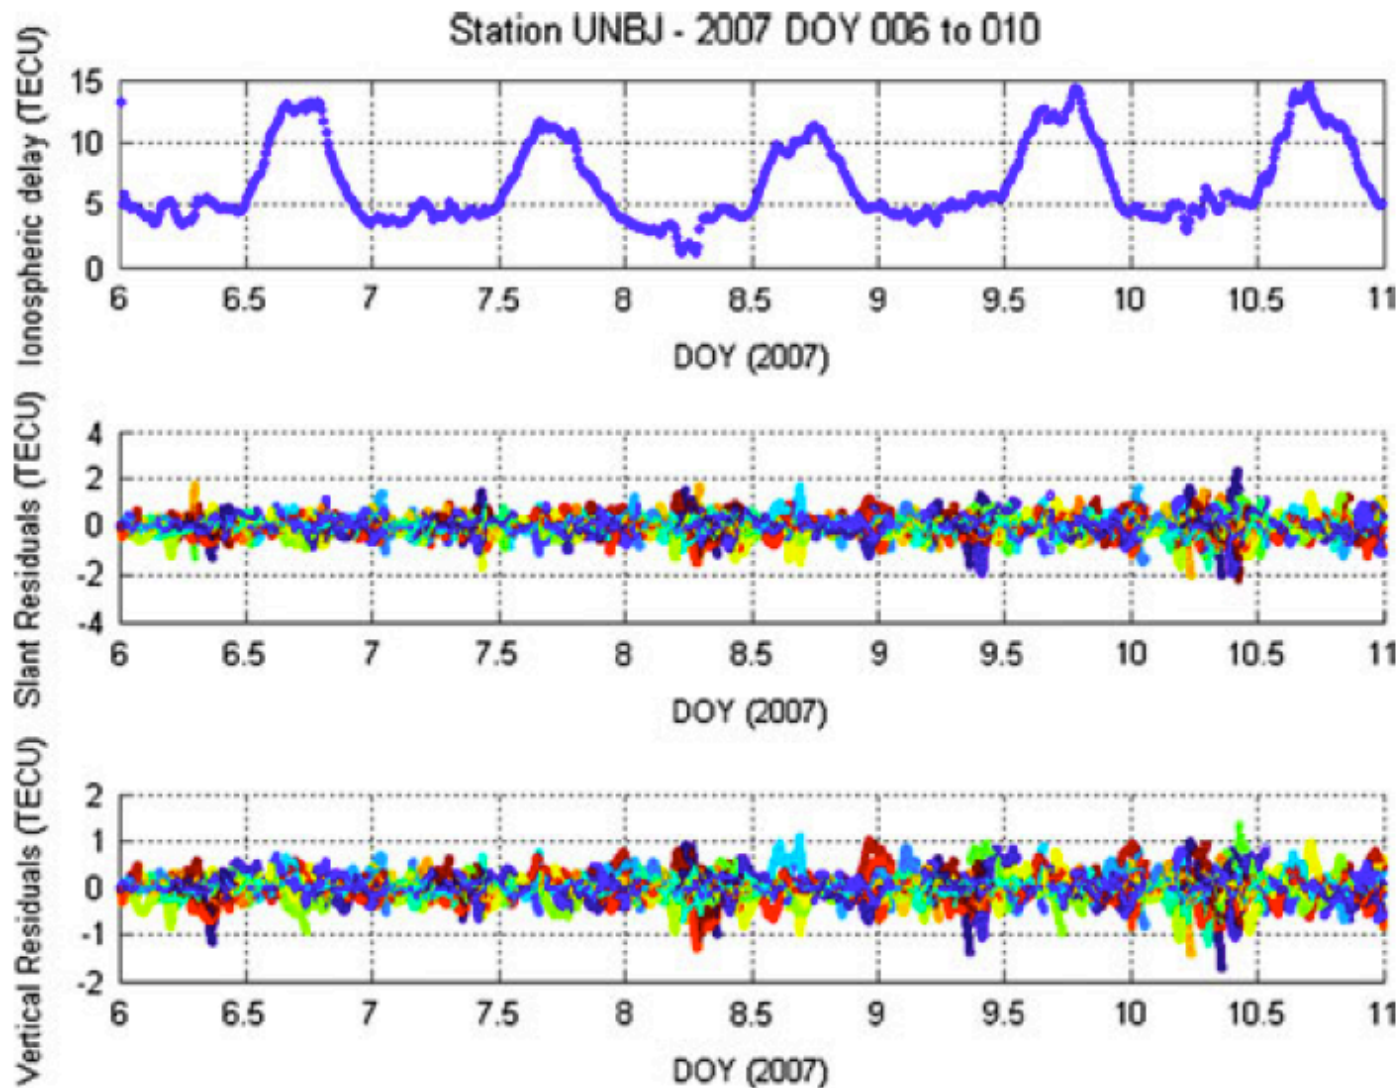 Station UNBJ - 2007 DOY 006 to 010
Ionospheric delay (TECU)
15
10
5
0
6 6.5 7 7.5 8 8.5 9 9.5 10 10.5 11
DOY (2007)
Slant Residuals (TECU)
4
2
0
-2
-4
6 6.5 7 7.5 8 8.5 9 9.5 10 10.5 11
DOY (2007)
Vertical Residuals (TECU)
2
1
0
-1
-2
6 6.5 7 7.5 8 8.5 9 9.5 10 10.5 11
DOY (2007)